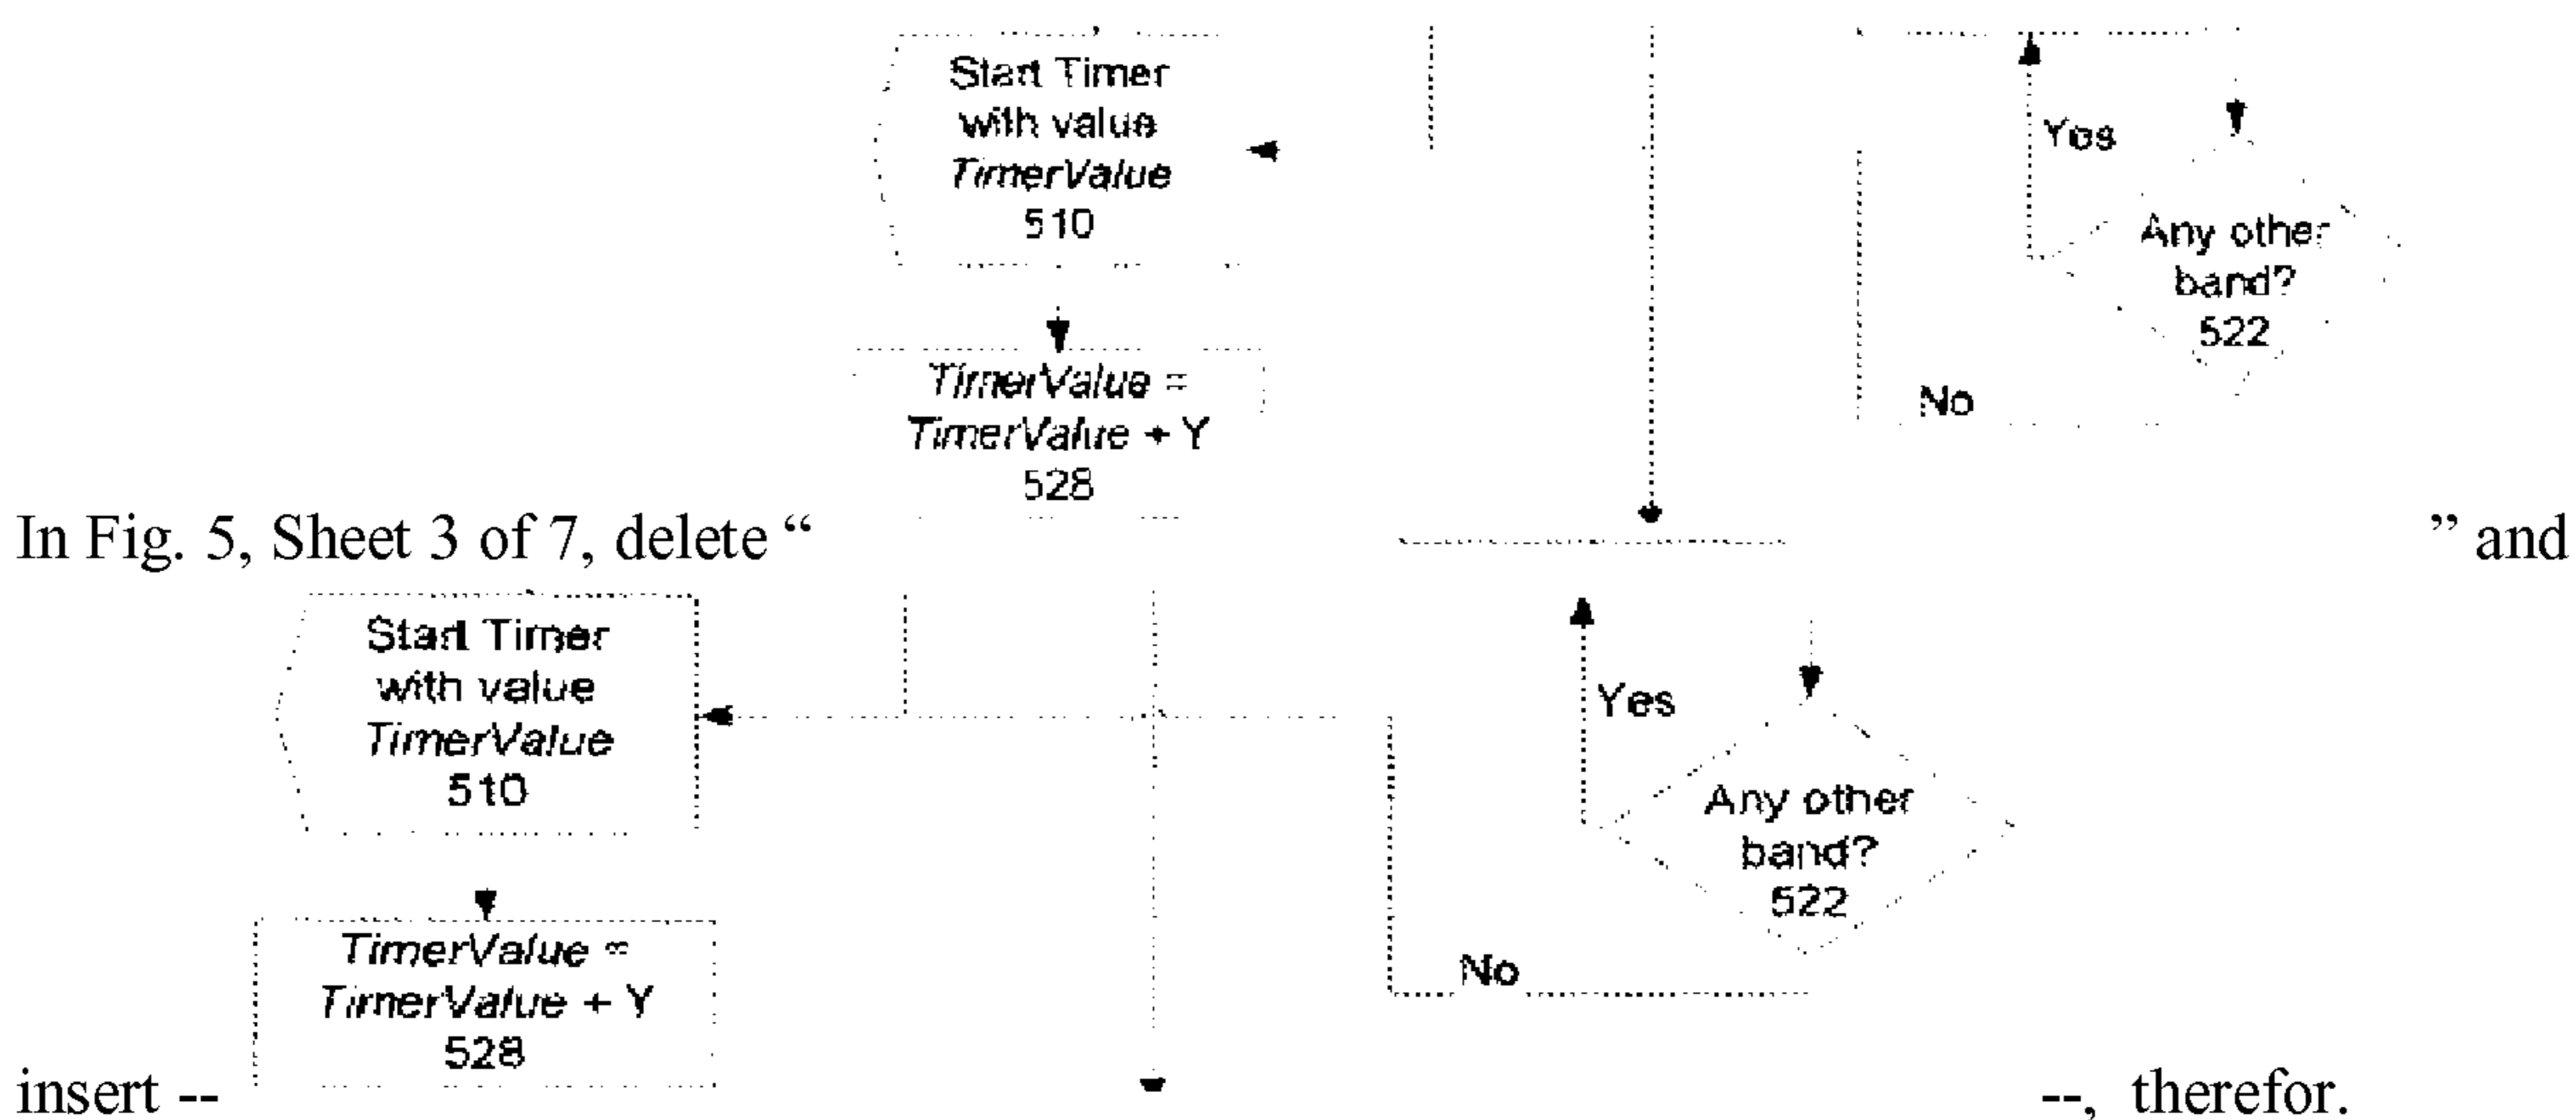 Start Timer
with value
TimerValue
510
Yes
Any other
band?
522
No
TimerValue =
TimerValue + Y
528
In Fig. 5, Sheet 3 of 7, delete “ ” and
Start Timer
with value
TimerValue
510
Yes
Any other
band?
522
No
TimerValue =
TimerValue + Y
528
insert -- --, therefor.